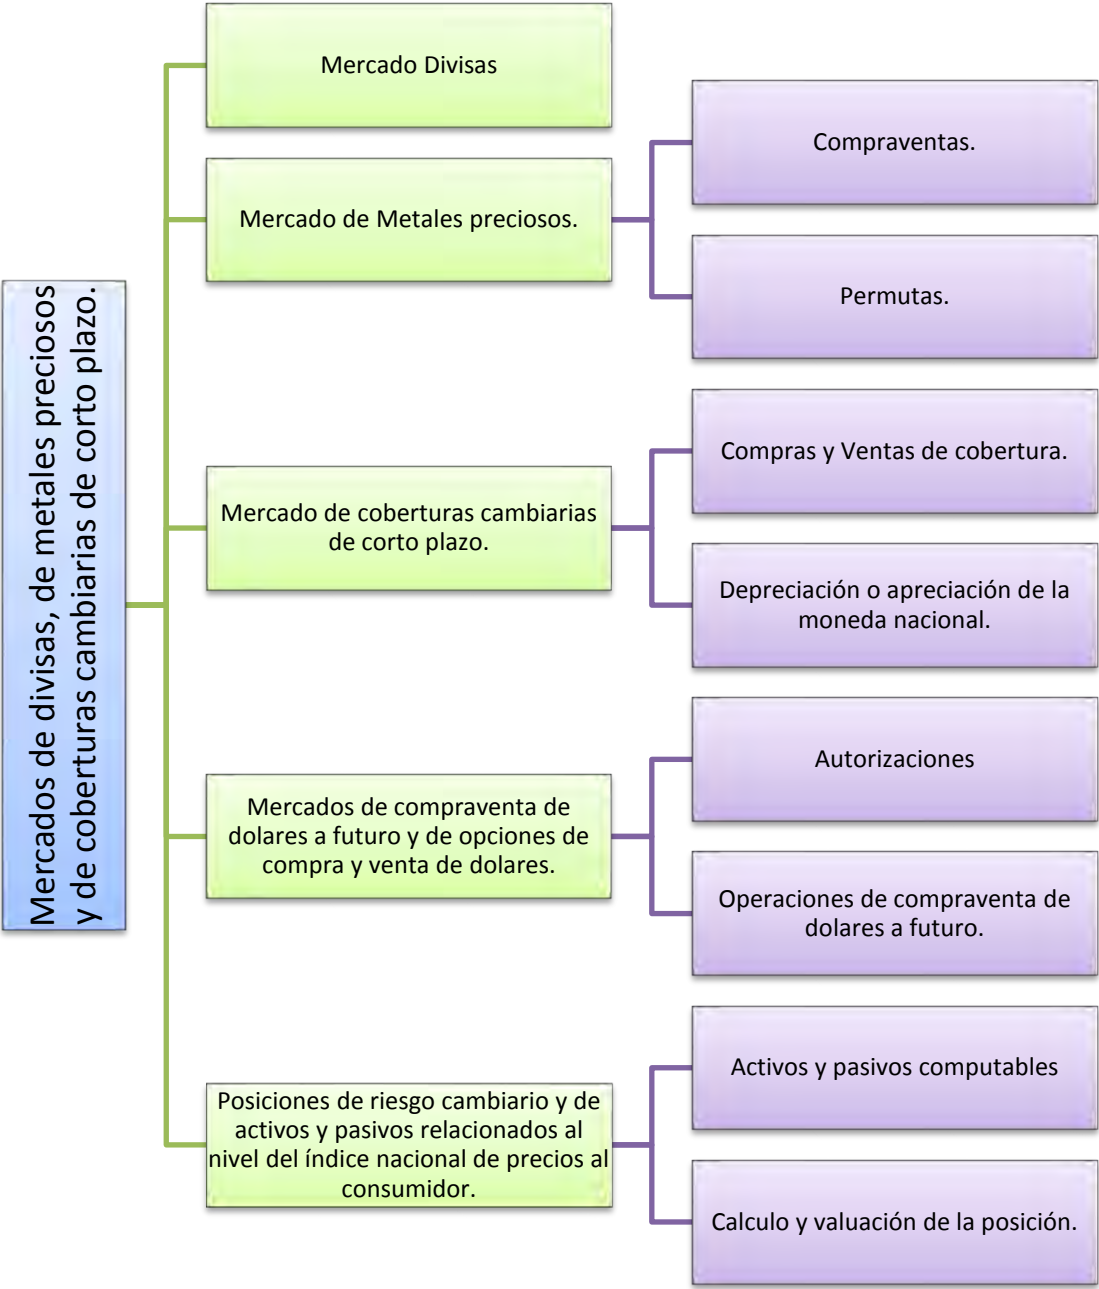 Mercados de divisas, de metales preciosos
y de coberturas cambiarias de corto plazo.
Mercado Divisas
Mercado de Metales preciosos.
Compraventas.
Permutas.
Mercado de coberturas cambiarias
de corto plazo.
Compras y Ventas de cobertura.
Depreciación o apreciación de la
moneda nacional.
Mercados de compraventa de
dolares a futuro y de opciones de
compra y venta de dolares.
Autorizaciones
Operaciones de compraventa de
dolares a futuro.
Posiciones de riesgo cambiario y de
activos y pasivos relacionados al
nivel del índice nacional de precios al
consumidor.
Activos y pasivos computables
Calculo y valuación de la posición.